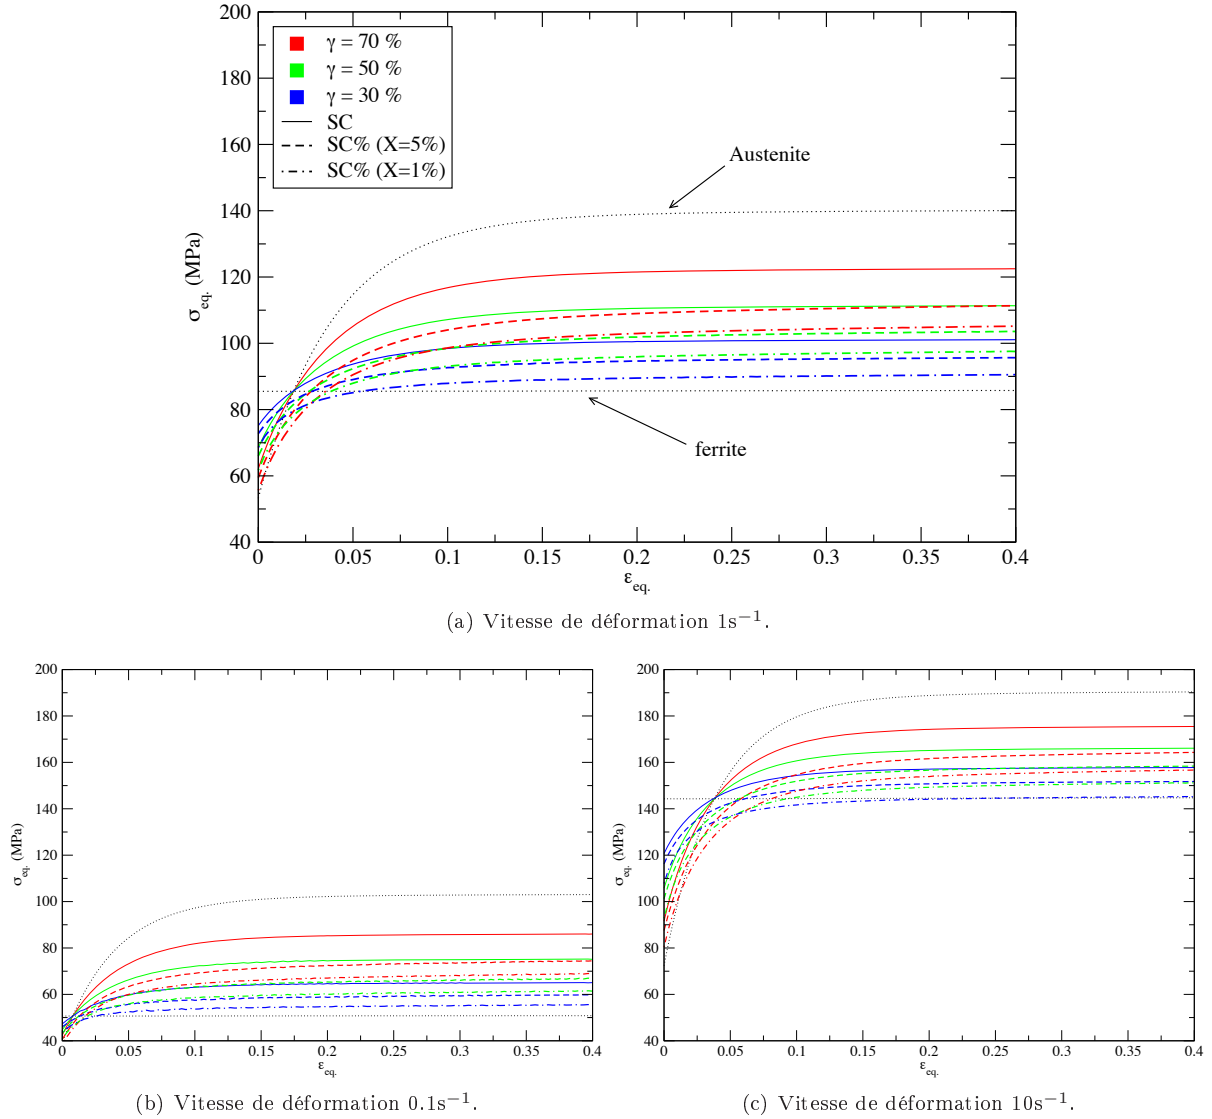 200
180
160
140
120
100
80
60
40
σeq. (MPa)
γ = 70 %
γ = 50 %
γ = 30 %
SC
SC% (X=5%)
SC% (X=1%)
Austenite
ferrite
0 0.05 0.1 0.15 0.2 0.25 0.3 0.35 0.4
εeq.
(a) Vitesse de déformation 1s⁻¹.
200
180
160
140
120
100
80
60
40
σeq. (MPa)
0 0.05 0.1 0.15 0.2 0.25 0.3 0.35 0.4
εeq.
(b) Vitesse de déformation 0.1s⁻¹.
200
180
160
140
120
100
80
60
40
σeq. (MPa)
0 0.05 0.1 0.15 0.2 0.25 0.3 0.35 0.4
εeq.
(c) Vitesse de déformation 10s⁻¹.